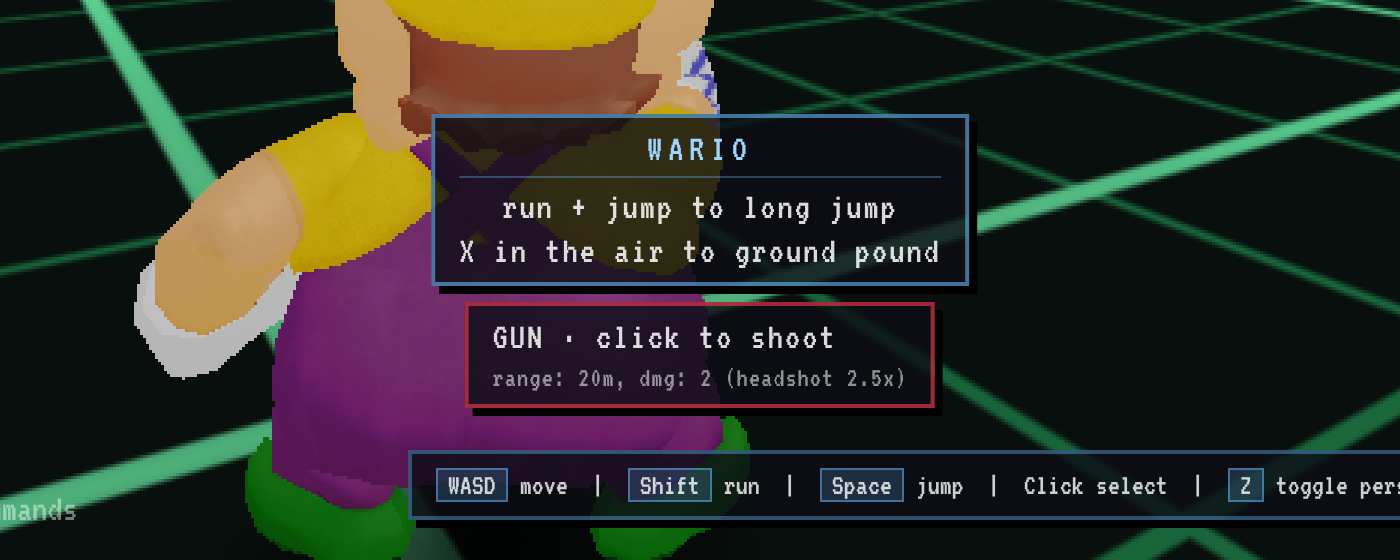 WARIO
run + jump to long jump
X in the air to ground pound
GUN · click to shoot
range: 20m, dmg: 2 (headshot 2.5x)
WASD move | Shift run | Space jump | Click select | Z toggle pers
mands